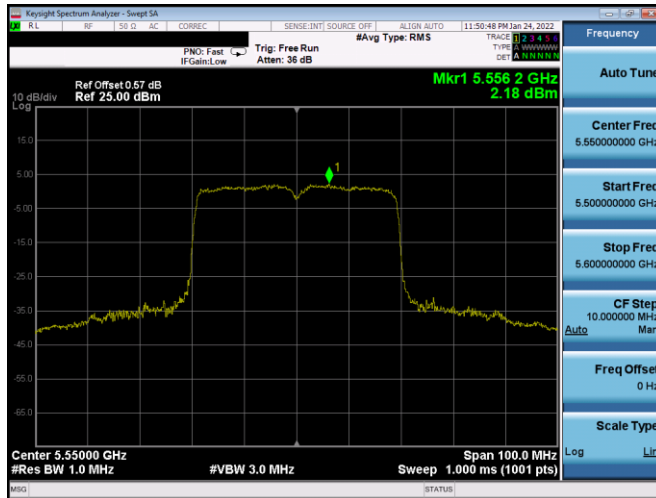 Keysight Spectrum Analyzer - Swept SA
RL RF 50 Ω AC CORREC SENSE:INT SOURCE OFF ALIGN AUTO 11:50:48 PM Jan 24, 2022
PNO: Fast Trig: Free Run #Avg Type: RMS TRACE 1 2 3 4 5 6
IFGain:Low Atten: 36 dB TYPE A WWWWW
DET A N N N N N
Ref Offset 0.57 dB Mkr1 5.556 2 GHz
10 dB/div Ref 25.00 dBm 2.18 dBm
Log
15.0
5.00
1
-5.00
-15.0
-25.0
-35.0
-45.0
-55.0
-65.0
Center 5.55000 GHz Span 100.0 MHz
#Res BW 1.0 MHz #VBW 3.0 MHz Sweep 1.000 ms (1001 pts)
MSG STATUS
Frequency
Auto Tune
Center Freq
5.550000000 GHz
Start Freq
5.500000000 GHz
Stop Freq
5.600000000 GHz
CF Step
10.000000 MHz
Auto Man
Freq Offset
0 Hz
Scale Type
Log Lin